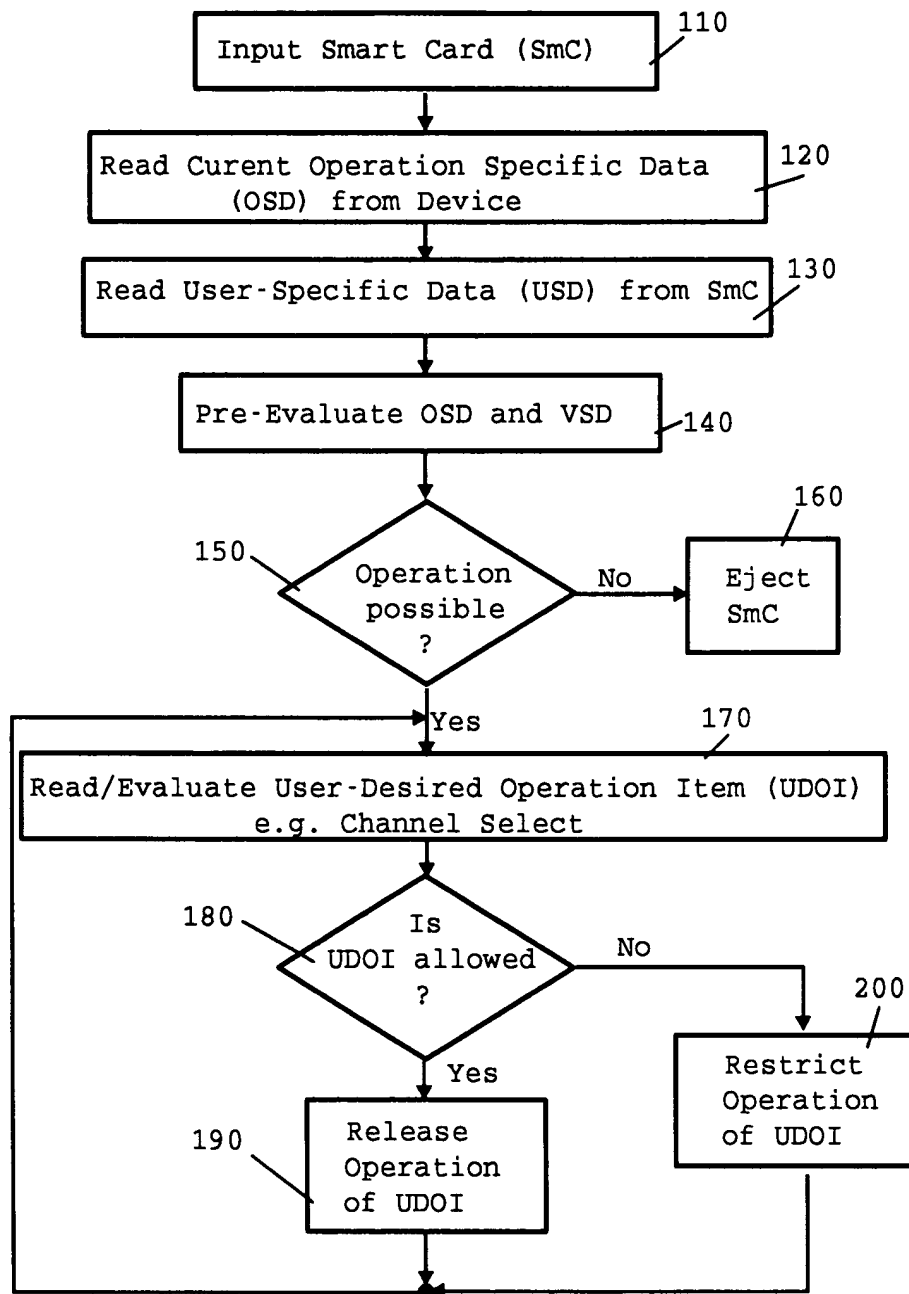 Input Smart Card (SmC)
110
Read Curent Operation Specific Data
(OSD) from Device
120
Read User-Specific Data (USD) from SmC
130
Pre-Evaluate OSD and VSD
140
150
Operation
possible
?
No
160
Eject
SmC
Yes
170
Read/Evaluate User-Desired Operation Item (UDOI)
e.g. Channel Select
180
Is
UDOI allowed
?
No
200
Restrict
Operation
of UDOI
Yes
190
Release
Operation
of UDOI